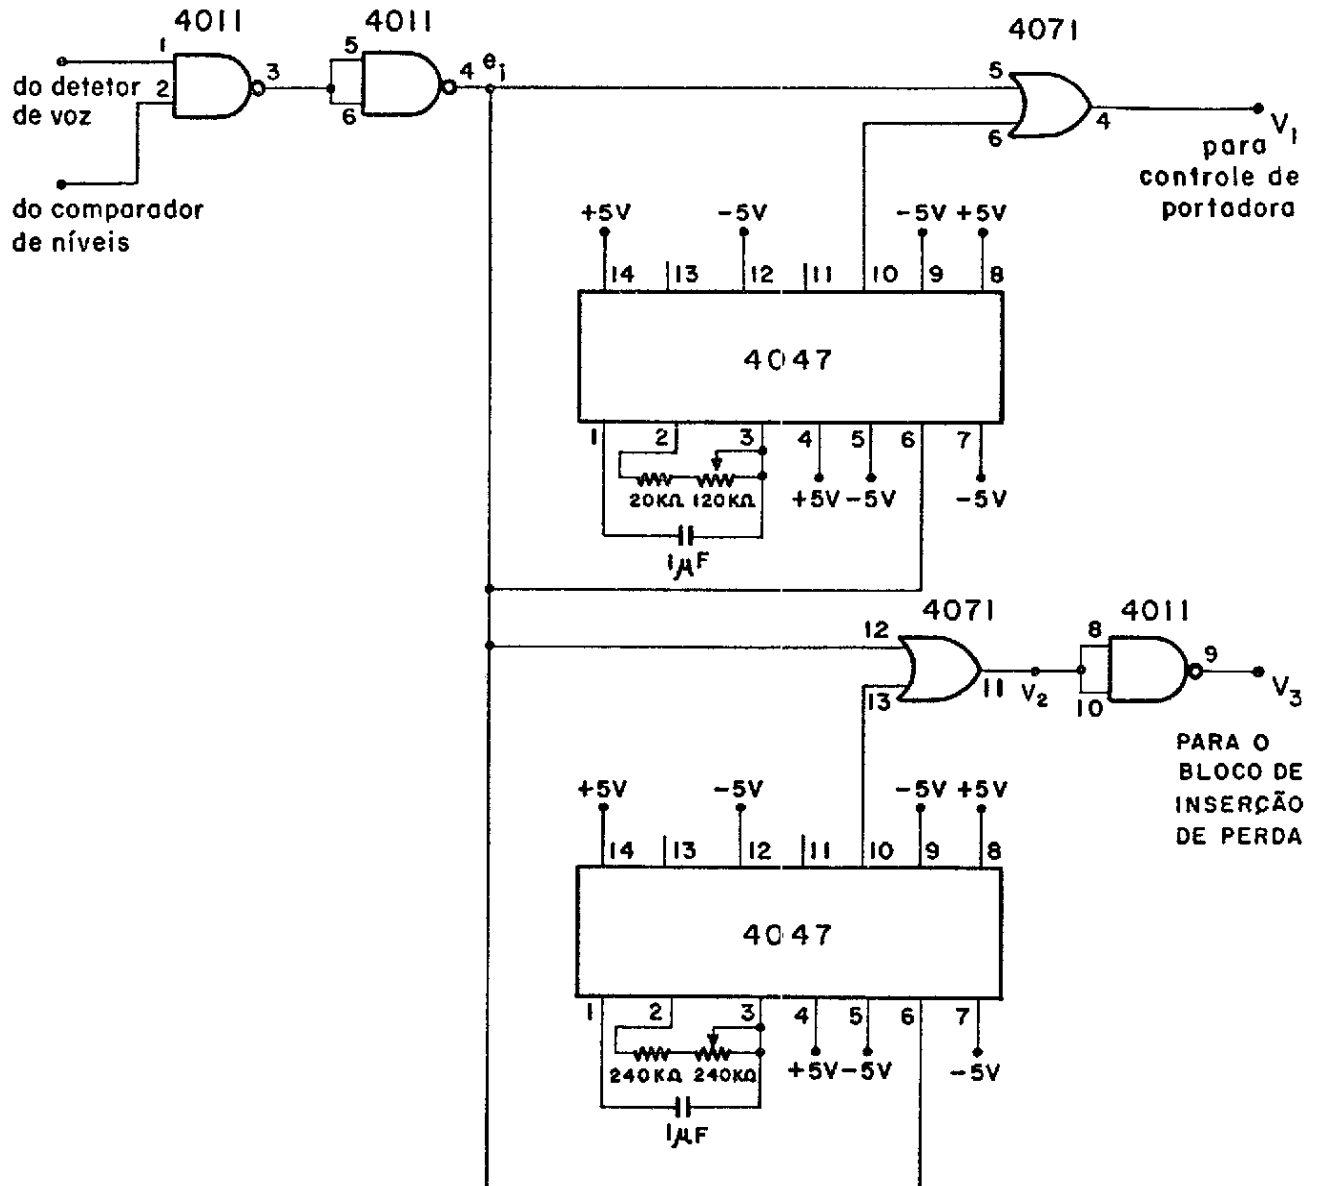 4011 4011 4071
1 2 3 5 6 4 e_i 5 6 4 V_1
do detetor
de voz
do comparador
de níveis
para
controle de
portadora
+5V -5V -5V +5V
14 13 12 11 10 9 8
4047
1 2 3 4 5 6 7
20KΩ 120KΩ +5V -5V -5V
1μF
4071 4011
12 13 11 V_2 8 10 9 V_3
PARA O
BLOCO DE
INSERÇÃO
DE PERDA
+5V -5V -5V +5V
14 13 12 11 10 9 8
4047
1 2 3 4 5 6 7
240KΩ 240KΩ +5V -5V -5V
1μF